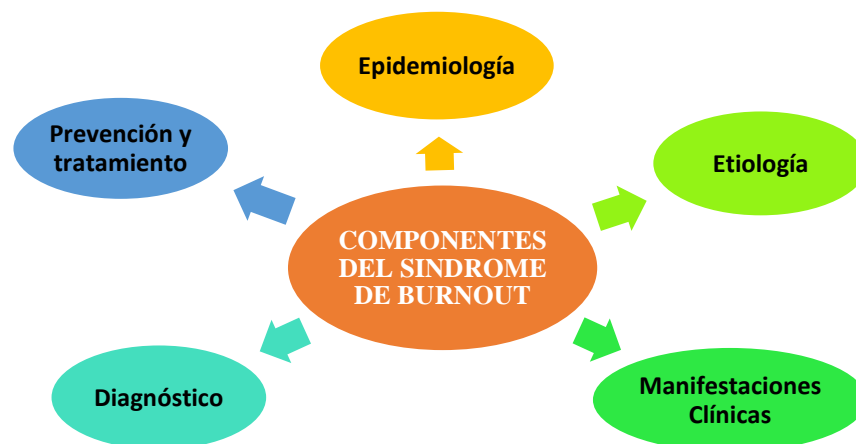 Epidemiología
Prevención y
tratamiento
Etiología
COMPONENTES
DEL SINDROME
DE BURNOUT
Diagnóstico
Manifestaciones
Clínicas